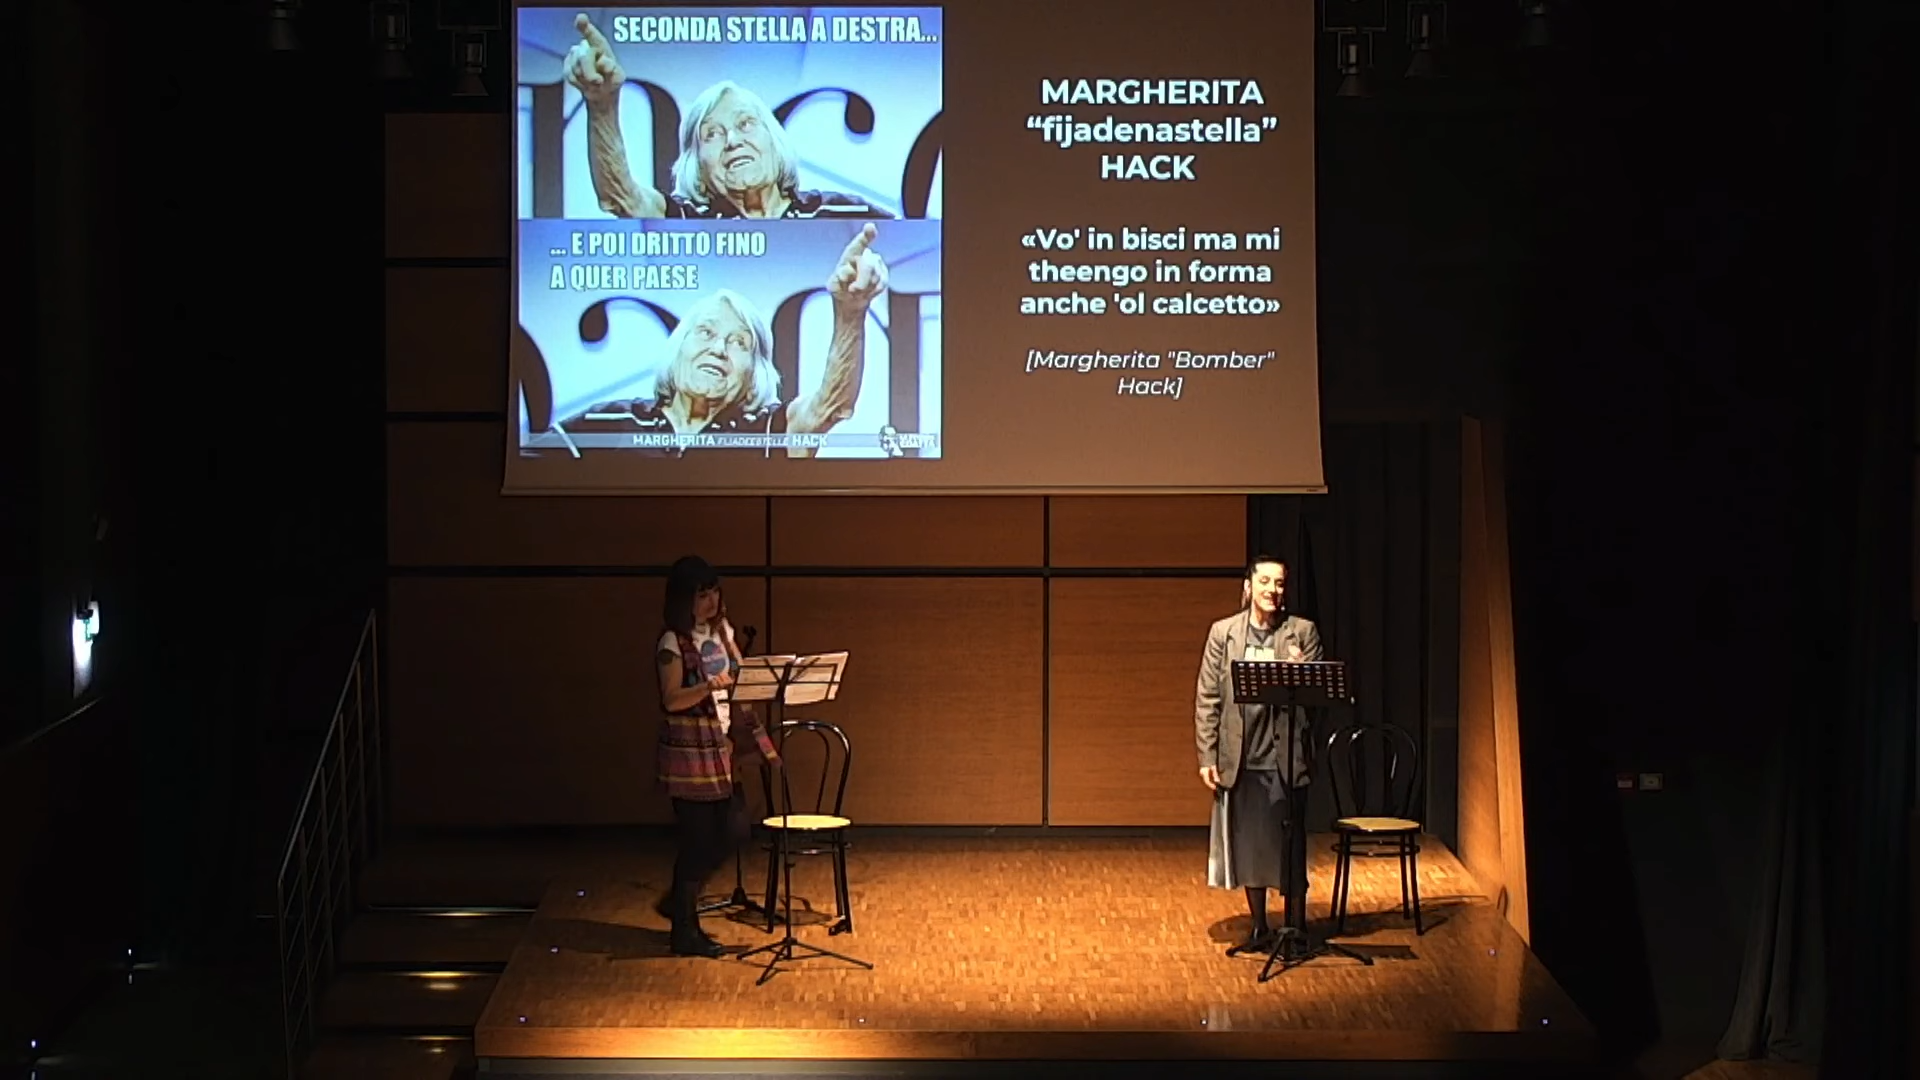 SECONDA STELLA A DESTRA...
... E POI DRITTO FINO
A QUER PAESE
MARGHERITA FIJADEESTELLE HACK
MARGHERITA
“fijadenastella”
HACK
«Vo' in bisci ma mi
theengo in forma
anche 'ol calcetto»
[Margherita "Bomber"
Hack]